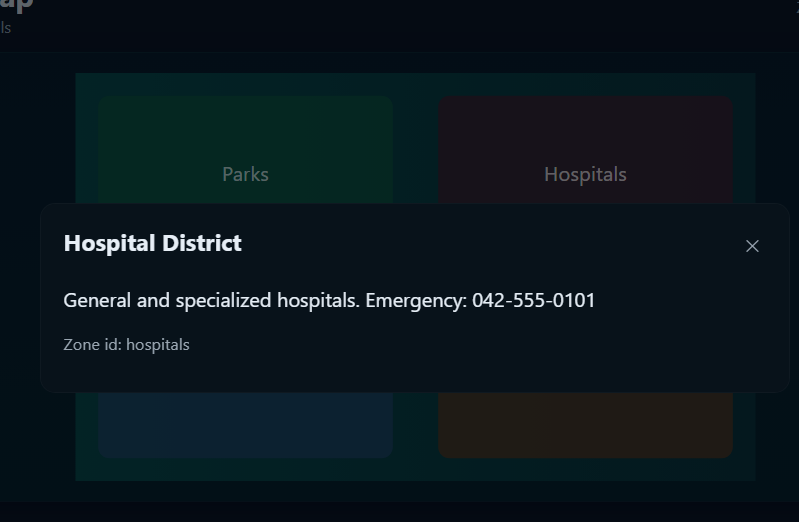 Parks
Hospitals
Hospital District
General and specialized hospitals. Emergency: 042-555-0101
Zone id: hospitals